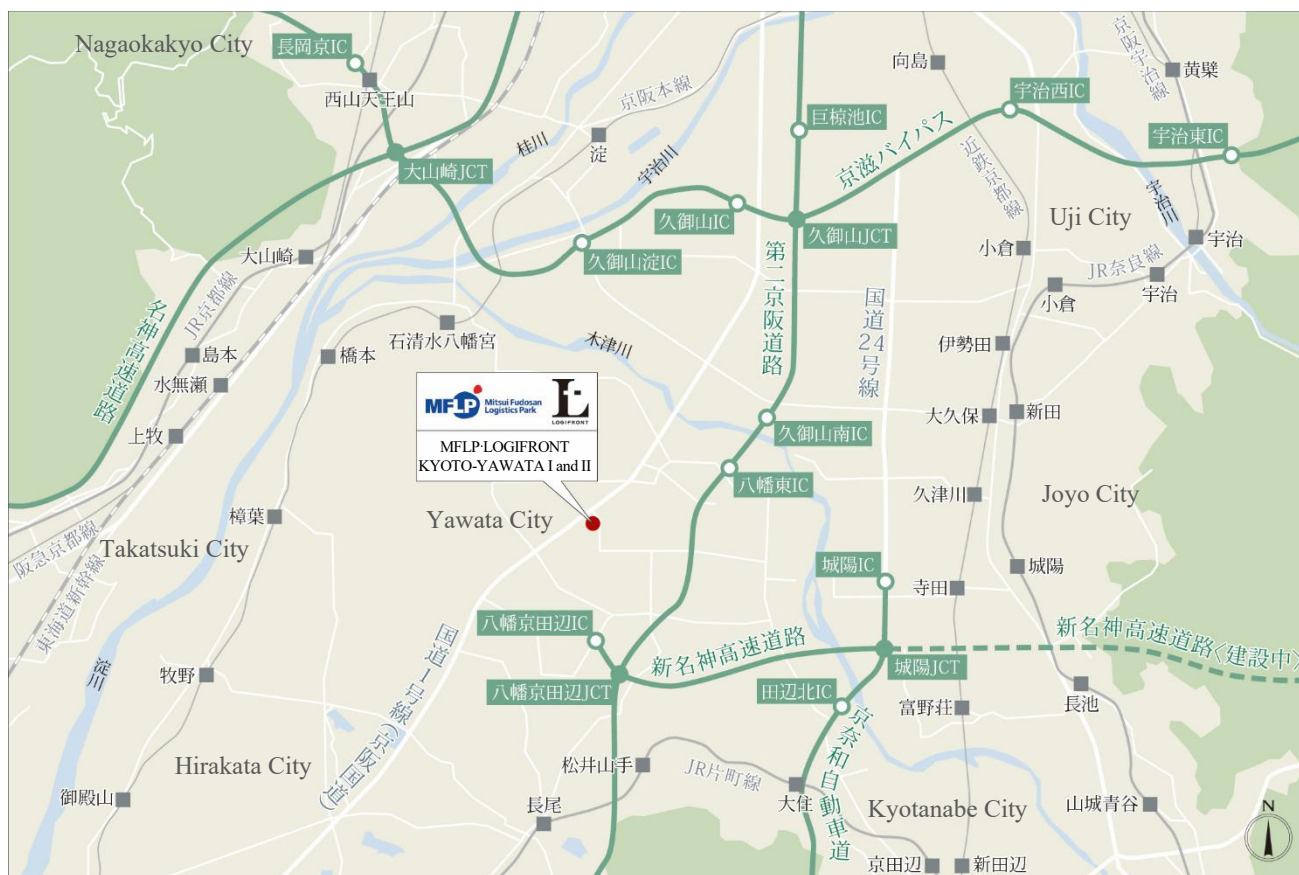 Nagaokakyo City
長岡京IC
西山天王山
京阪本線
向島
京阪宇治線
黄檗
宇治西IC
巨椋池IC
宇治東IC
淀
桂川
宇治川
大山崎JCT
京滋バイパス
近鉄京都線
久御山IC
久御山JCT
Uji City
宇治川
宇治
大山崎
久御山淀IC
小倉
JR奈良線
宇治
小倉
名神高速道路
JR京都線
第二京阪道路
国道24号線
石清水八幡宮
木津川
伊勢田
島本
橋本
水無瀬
MFLP
Mitsui Fudosan
Logistics Park
LOGIFRONT
MFLP·LOGIFRONT
KYOTO-YAWATA I and II
大久保
新田
久御山南IC
上牧
八幡東IC
久津川
Joyo City
樟葉
Yawata City
阪急京都線
Takatsuki City
東海道新幹線
城陽IC
寺田
城陽
八幡京田辺IC
新名神高速道路
新名神高速道路〈建設中〉
淀川
牧野
国道1号線(京阪国道)
八幡京田辺JCT
城陽JCT
田辺北IC
富野荘
長池
京奈和自動車道
Hirakata City
松井山手
JR片町線
御殿山
長尾
大住
Kyotanabe City
山城青谷
N
京田辺
新田辺